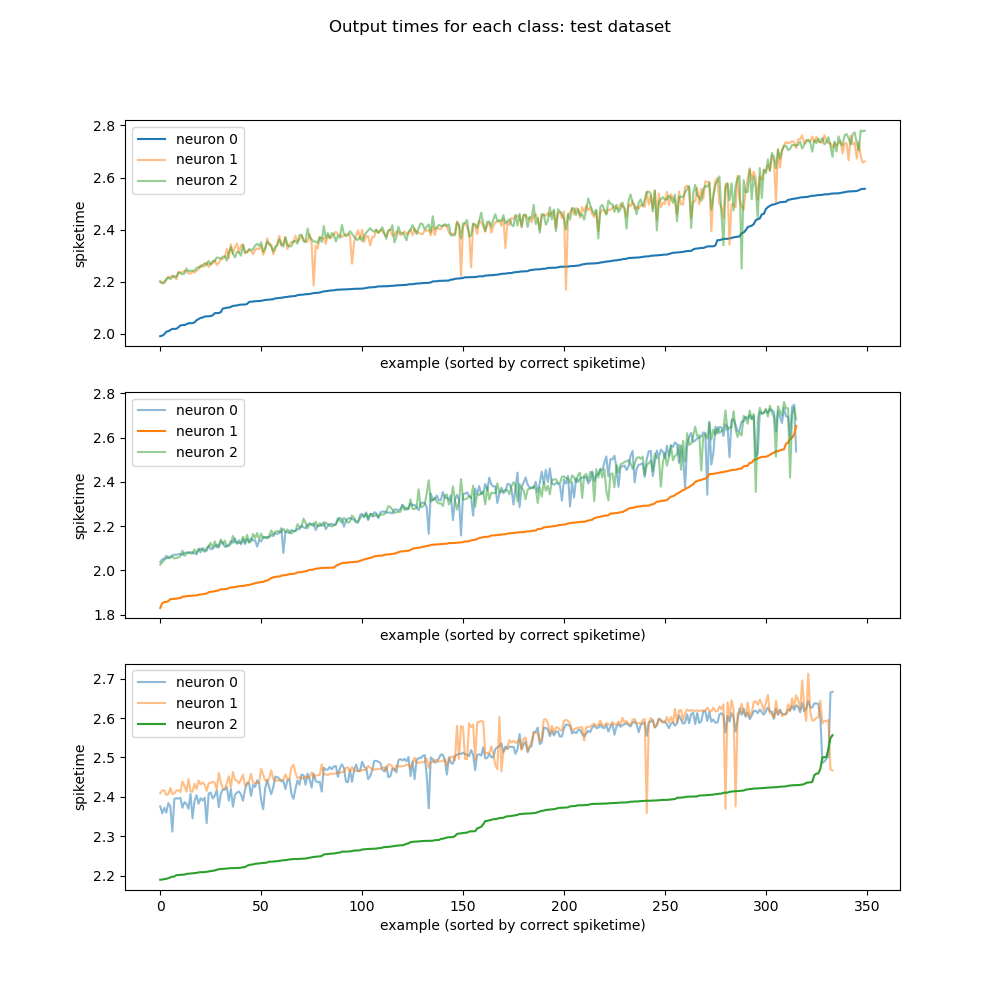 Output times for each class: test dataset
2.8
2.6
2.4
2.2
2.0
spiketime
neuron 0
neuron 1
neuron 2
example (sorted by correct spiketime)
2.8
2.6
2.4
2.2
2.0
1.8
spiketime
neuron 0
neuron 1
neuron 2
example (sorted by correct spiketime)
2.7
2.6
2.5
2.4
2.3
2.2
spiketime
neuron 0
neuron 1
neuron 2
0 50 100 150 200 250 300 350
example (sorted by correct spiketime)